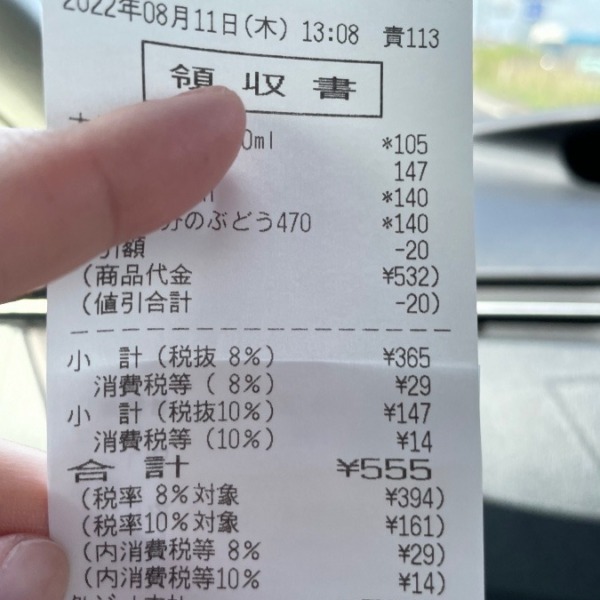 2022年08月11日(木) 13:08 責113
領収書
0ml *105
147
*140
のぶどう470 *140
引額 -20
(商品代金 ¥532)
(値引合計 -20)
小 計(税抜 8%) ¥365
消費税等( 8%) ¥29
小 計(税抜10%) ¥147
消費税等(10%) ¥14
合 計 ¥555
(税率 8%対象 ¥394)
(税率10%対象 ¥161)
(内消費税等 8% ¥29)
(内消費税等10% ¥14)